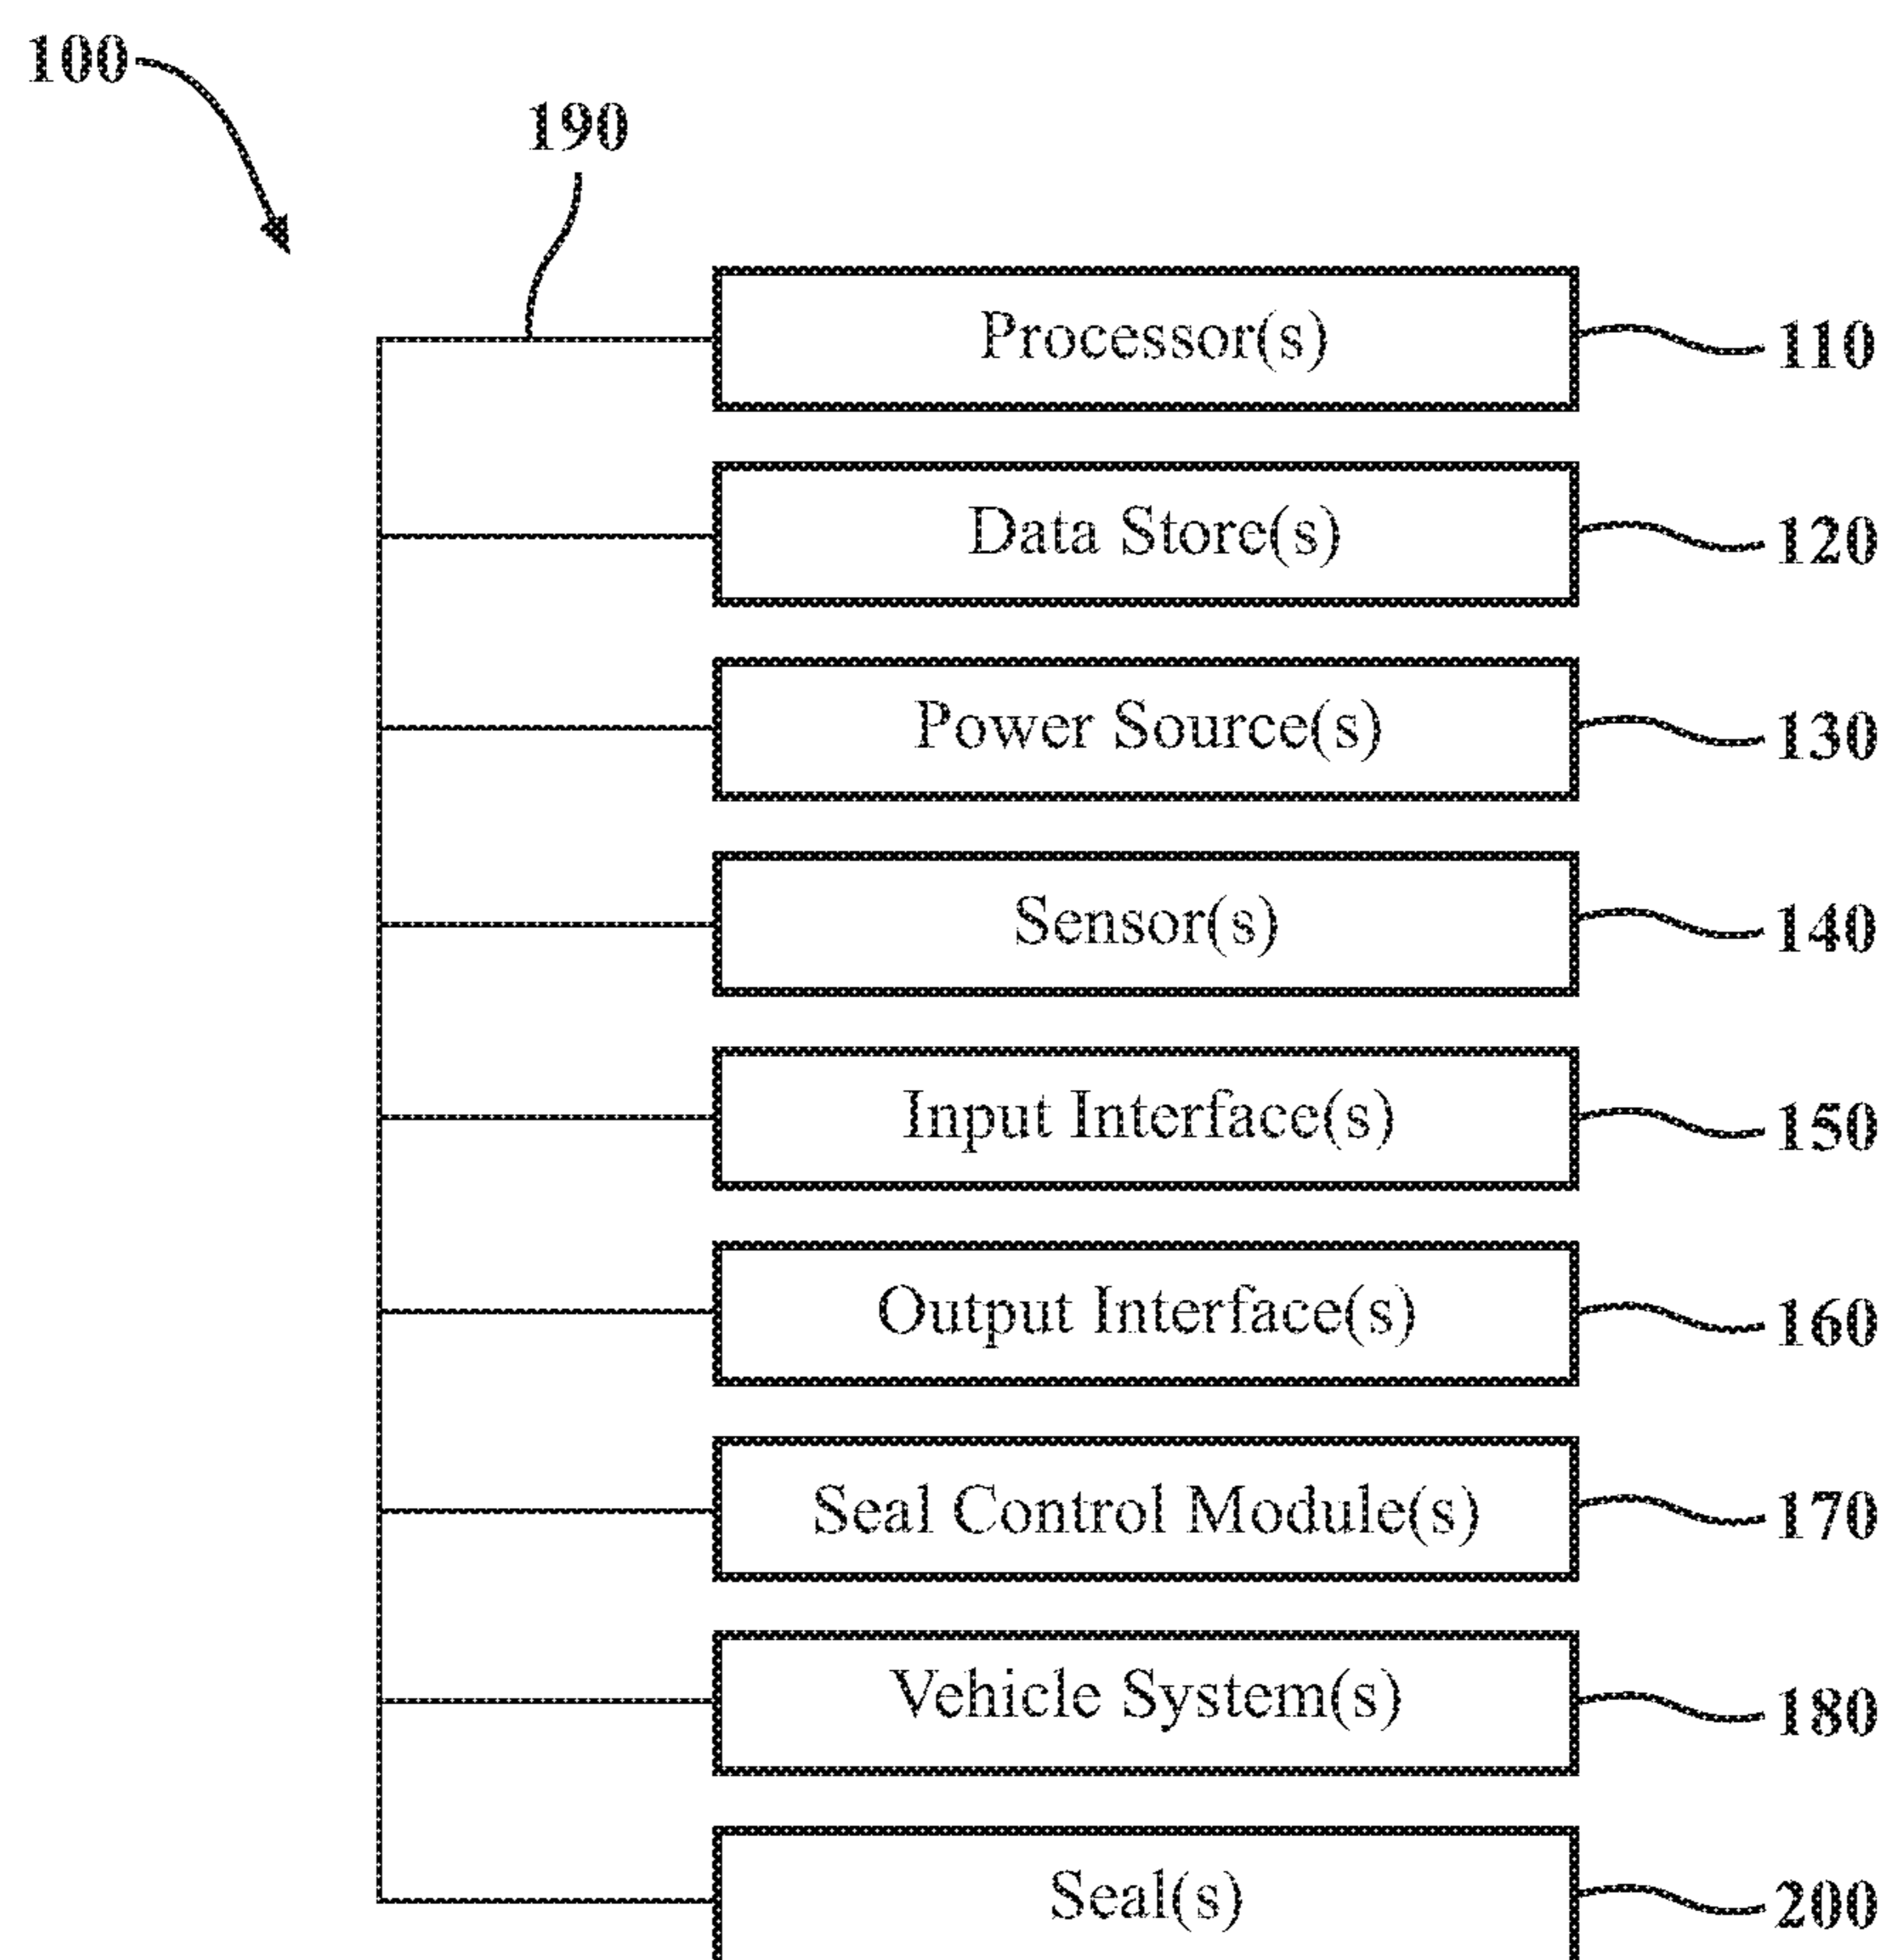 100
190
Processor(s) 110
Data Store(s) 120
Power Source(s) 130
Sensor(s) 140
Input Interface(s) 150
Output Interface(s) 160
Seal Control Module(s) 170
Vehicle System(s) 180
Seal(s) 200